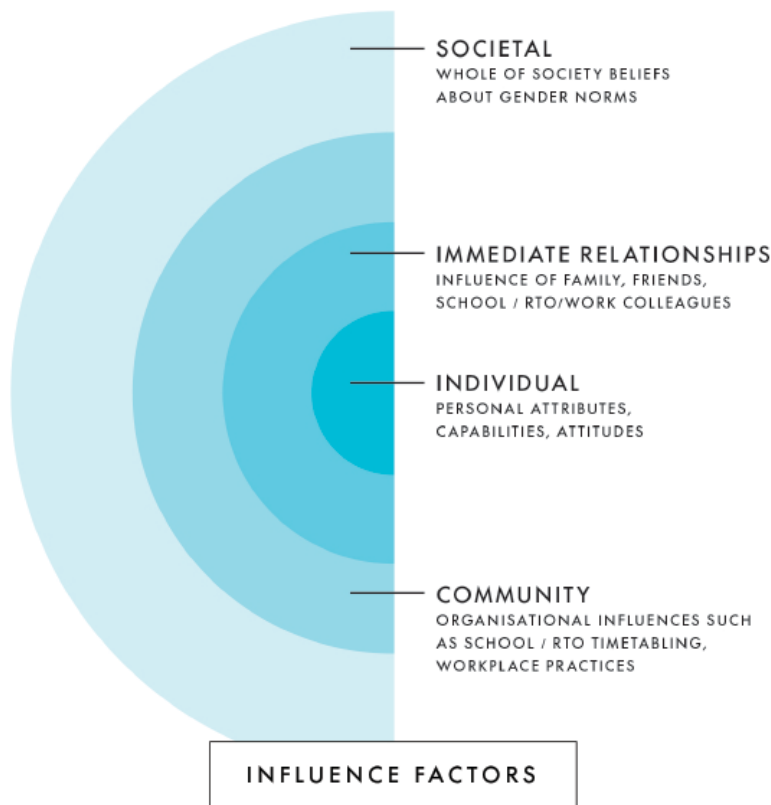 SOCIETAL
WHOLE OF SOCIETY BELIEFS
ABOUT GENDER NORMS
IMMEDIATE RELATIONSHIPS
INFLUENCE OF FAMILY, FRIENDS,
SCHOOL / RTO/WORK COLLEAGUES
INDIVIDUAL
PERSONAL ATTRIBUTES,
CAPABILITIES, ATTITUDES
COMMUNITY
ORGANISATIONAL INFLUENCES SUCH
AS SCHOOL / RTO TIMETABLING,
WORKPLACE PRACTICES
INFLUENCE FACTORS